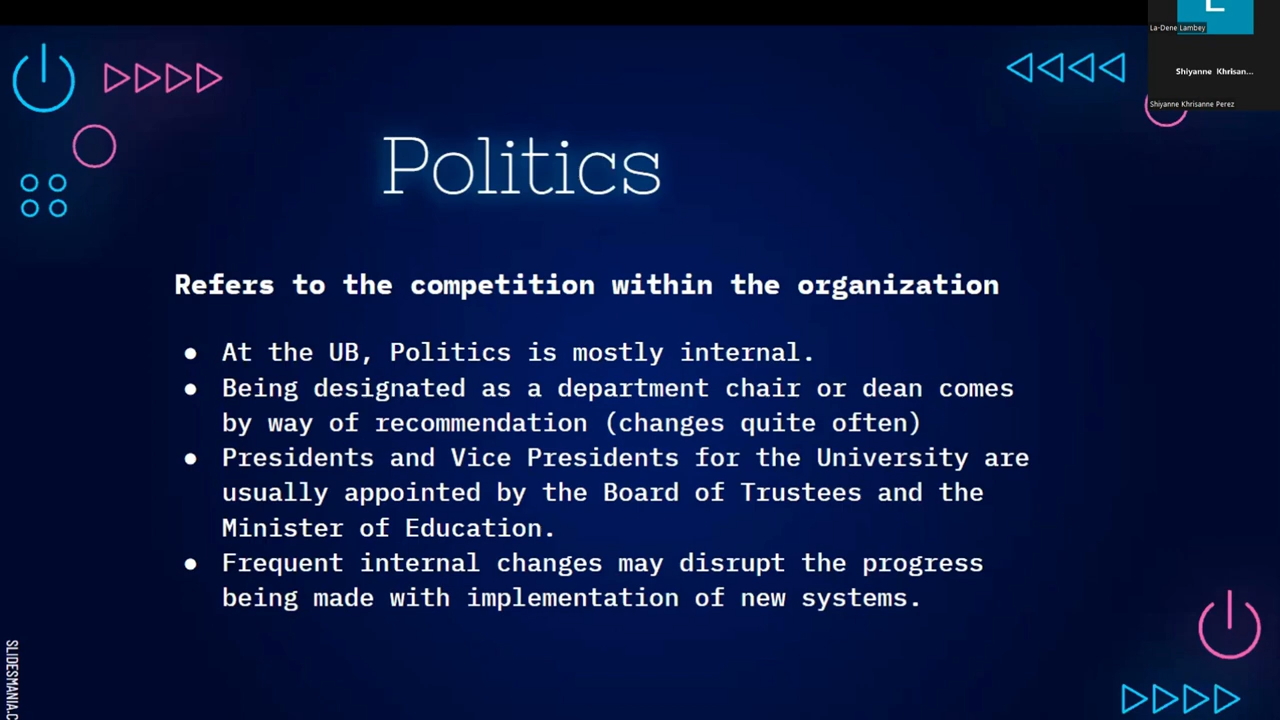 L
La-Dene Lambey
Shiyanne Khrisan...
Shiyanne Khrisanne Perez
Politics
Refers to the competition within the organization
● At the UB, Politics is mostly internal.
● Being designated as a department chair or dean comes
by way of recommendation (changes quite often)
● Presidents and Vice Presidents for the University are
usually appointed by the Board of Trustees and the
Minister of Education.
● Frequent internal changes may disrupt the progress
being made with implementation of new systems.
SLIDESMANIA.C